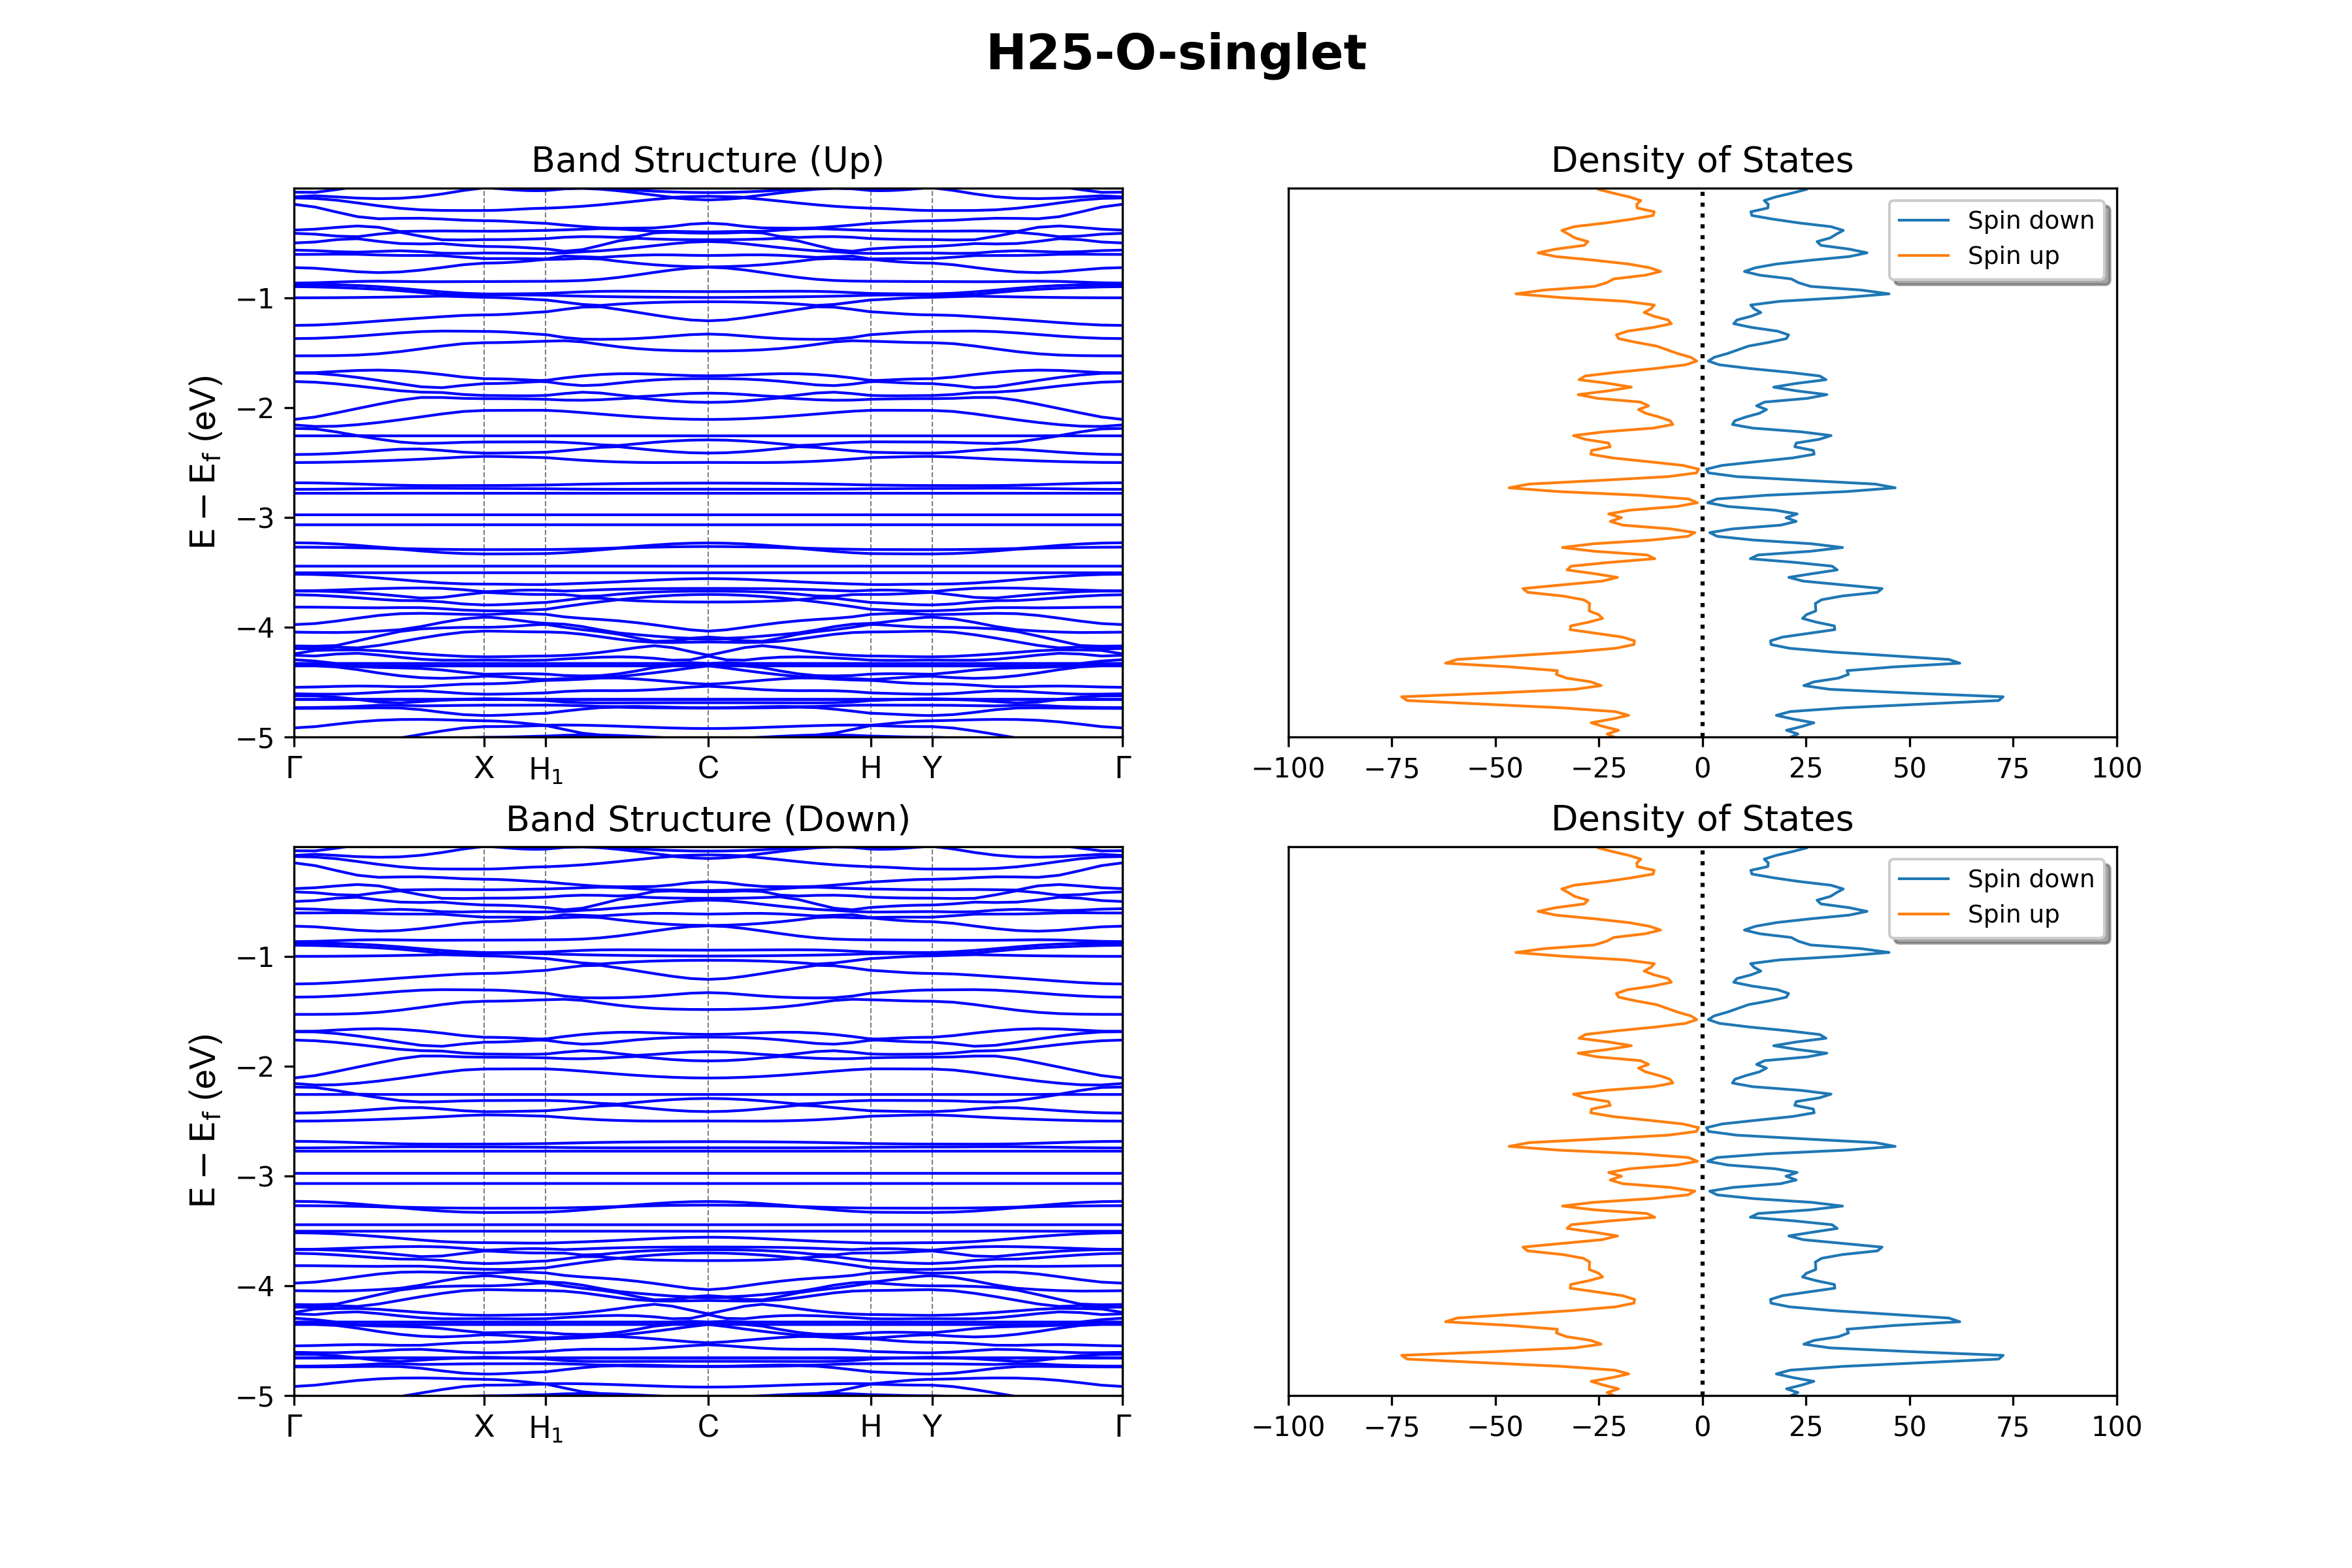 H25-O-singlet
Band Structure (Up)
Density of States
E − E_f (eV)
−1
−2
−3
−4
−5
Γ X H₁ C H Y Γ
Spin down
Spin up
−100 −75 −50 −25 0 25 50 75 100
Band Structure (Down)
Density of States
E − E_f (eV)
−1
−2
−3
−4
−5
Γ X H₁ C H Y Γ
Spin down
Spin up
−100 −75 −50 −25 0 25 50 75 100